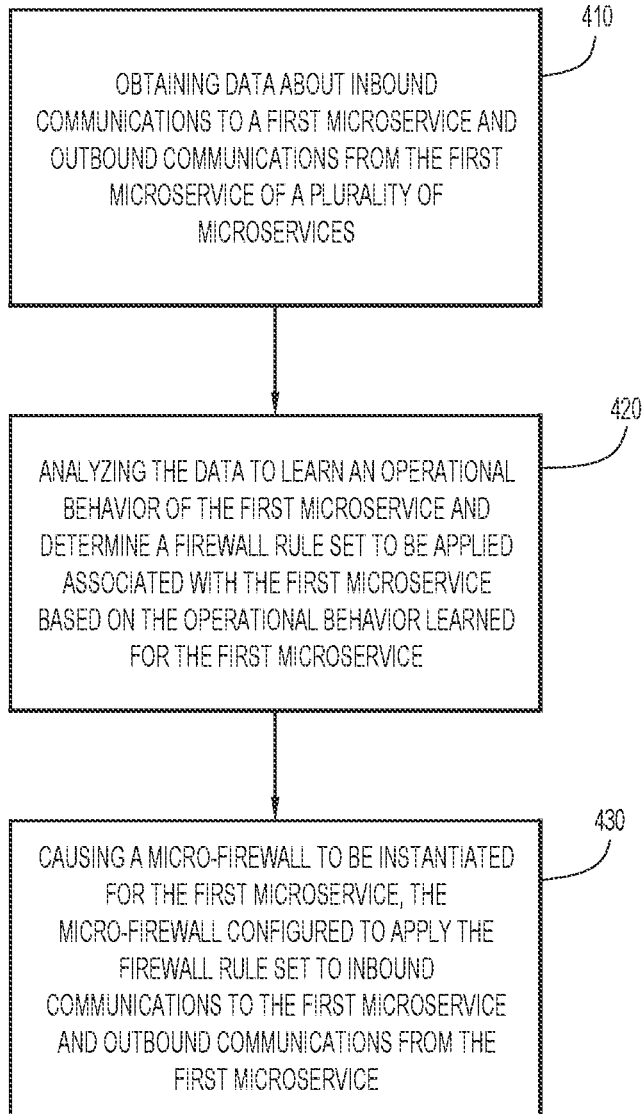 410
OBTAINING DATA ABOUT INBOUND
COMMUNICATIONS TO A FIRST MICROSERVICE AND
OUTBOUND COMMUNICATIONS FROM THE FIRST
MICROSERVICE OF A PLURALITY OF
MICROSERVICES
420
ANALYZING THE DATA TO LEARN AN OPERATIONAL
BEHAVIOR OF THE FIRST MICROSERVICE AND
DETERMINE A FIREWALL RULE SET TO BE APPLIED
ASSOCIATED WITH THE FIRST MICROSERVICE
BASED ON THE OPERATIONAL BEHAVIOR LEARNED
FOR THE FIRST MICROSERVICE
430
CAUSING A MICRO-FIREWALL TO BE INSTANTIATED
FOR THE FIRST MICROSERVICE, THE
MICRO-FIREWALL CONFIGURED TO APPLY THE
FIREWALL RULE SET TO INBOUND
COMMUNICATIONS TO THE FIRST MICROSERVICE
AND OUTBOUND COMMUNICATIONS FROM THE
FIRST MICROSERVICE